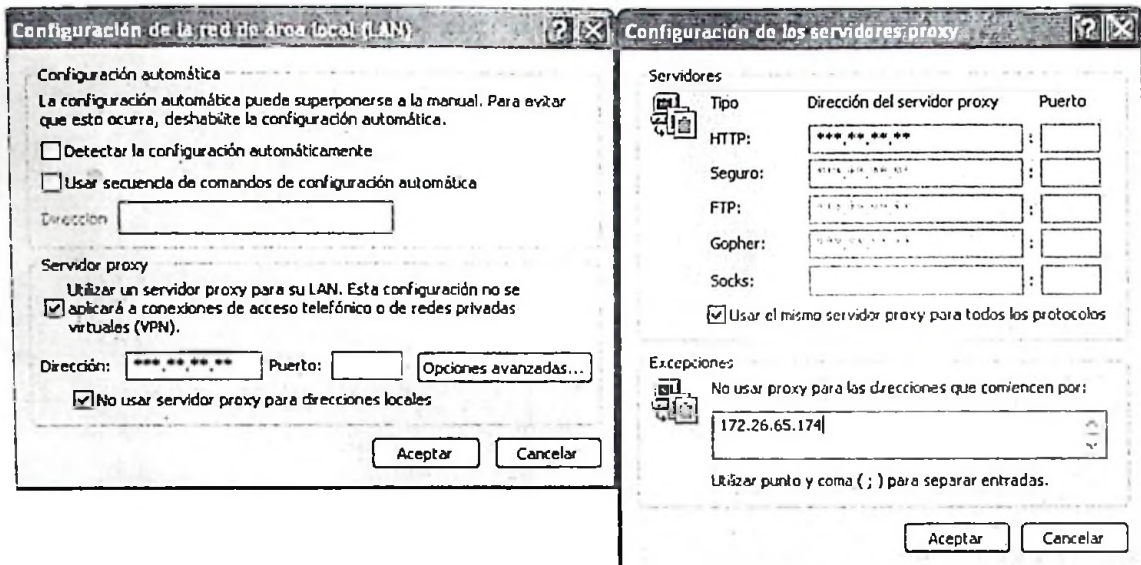 Configuración de la red de área local (LAN)
Configuración automática
La configuración automática puede superponerse a la manual. Para evitar
que esto ocurra, deshabilite la configuración automática.
Detectar la configuración automáticamente
Usar secuencia de comandos de configuración automática
Dirección
Servidor proxy
Utilizar un servidor proxy para su LAN. Esta configuración no se
aplicará a conexiones de acceso telefónico o de redes privadas
virtuales (VPN).
Dirección: ***.**.**.** Puerto: Opciones avanzadas...
No usar servidor proxy para direcciones locales
Aceptar Cancelar
Configuración de los servidores proxy
Servidores
Tipo Dirección del servidor proxy Puerto
HTTP: ***.**.**.** :
Seguro: ***.**.**.** :
FTP: ***.**.**.** :
Gopher: ***.**.**.** :
Socks: :
Usar el mismo servidor proxy para todos los protocolos
Excepciones
No usar proxy para las direcciones que comiencen por:
172.26.65.174
Utilizar punto y coma ( ; ) para separar entradas.
Aceptar Cancelar